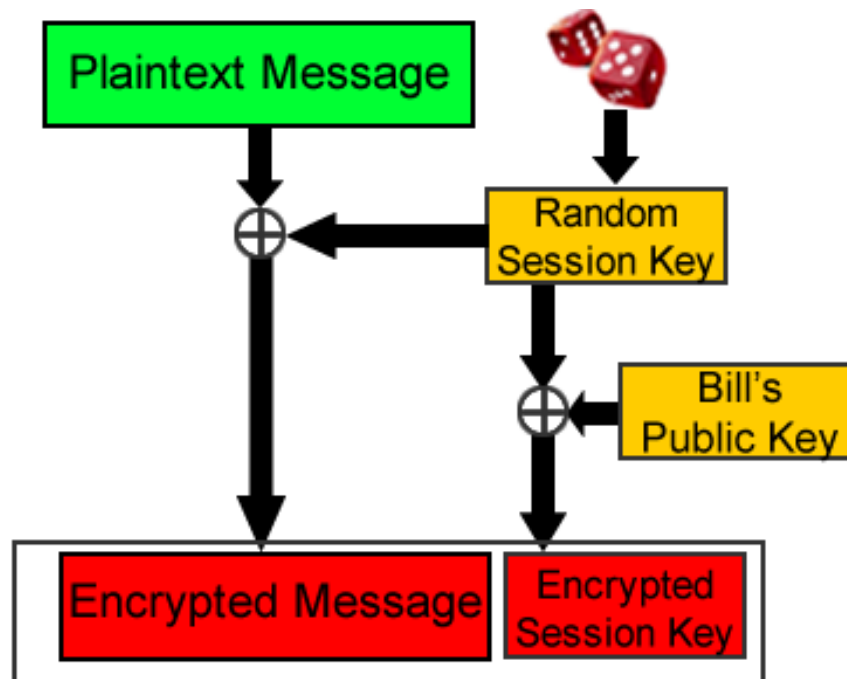 Plaintext Message
Random
Session Key
Bill's
Public Key
Encrypted Message
Encrypted
Session Key